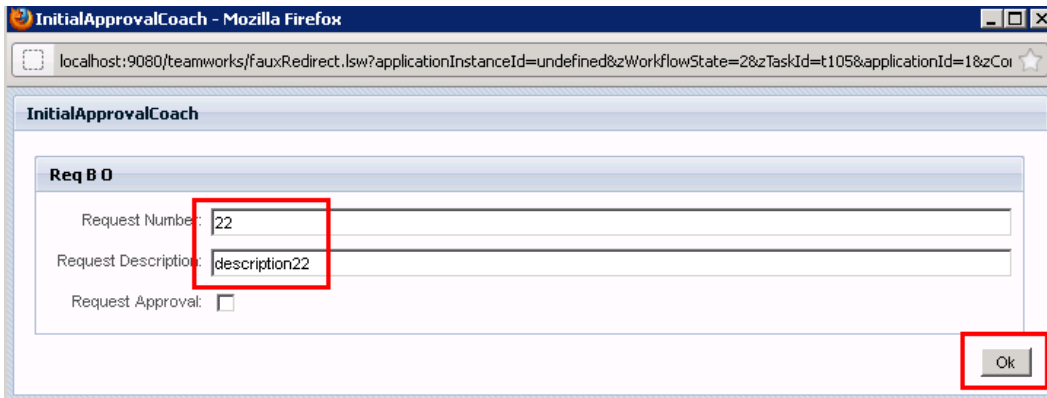 InitialApprovalCoach - Mozilla Firefox
localhost:9080/teamworks/fauxRedirect.lsw?applicationInstanceId=undefined&zWorkflowState=2&zTaskId=t105&applicationId=1&zCoi
InitialApprovalCoach
Req B O
Request Number: 22
Request Description: description22
Request Approval:
Ok